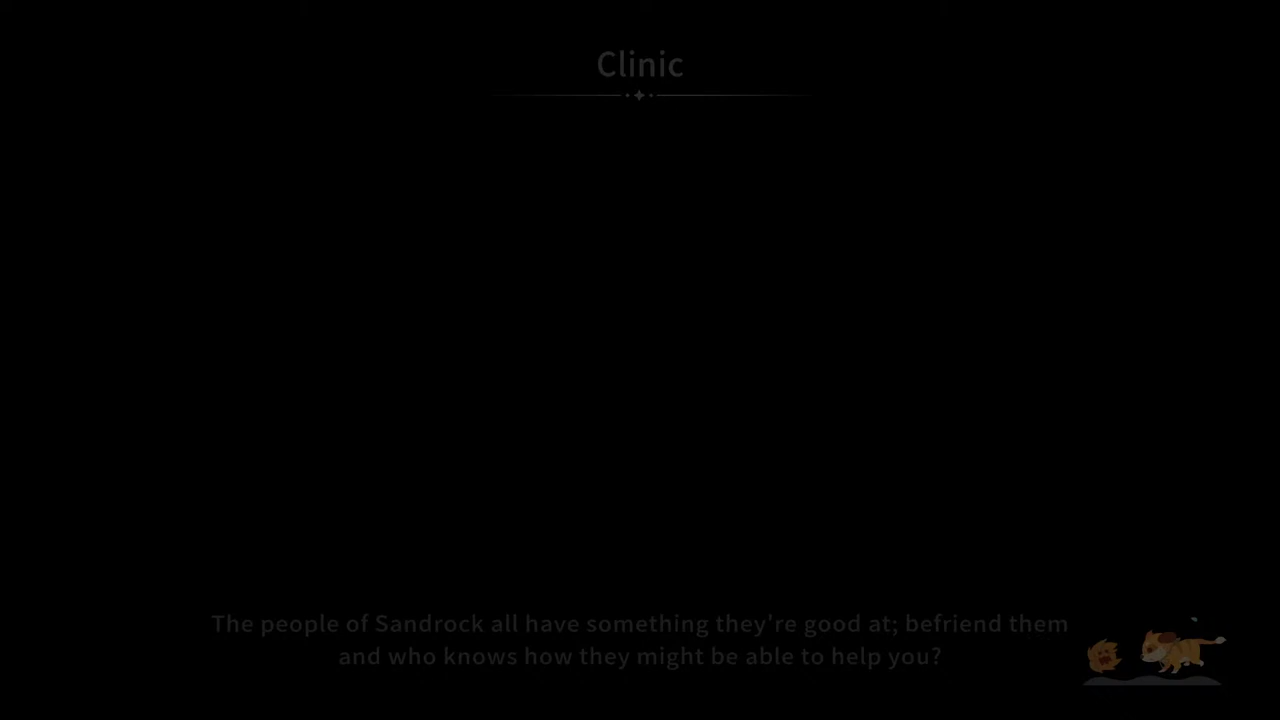 Clinic
The people of Sandrock all have something they're good at; befriend them
and who knows how they might be able to help you?